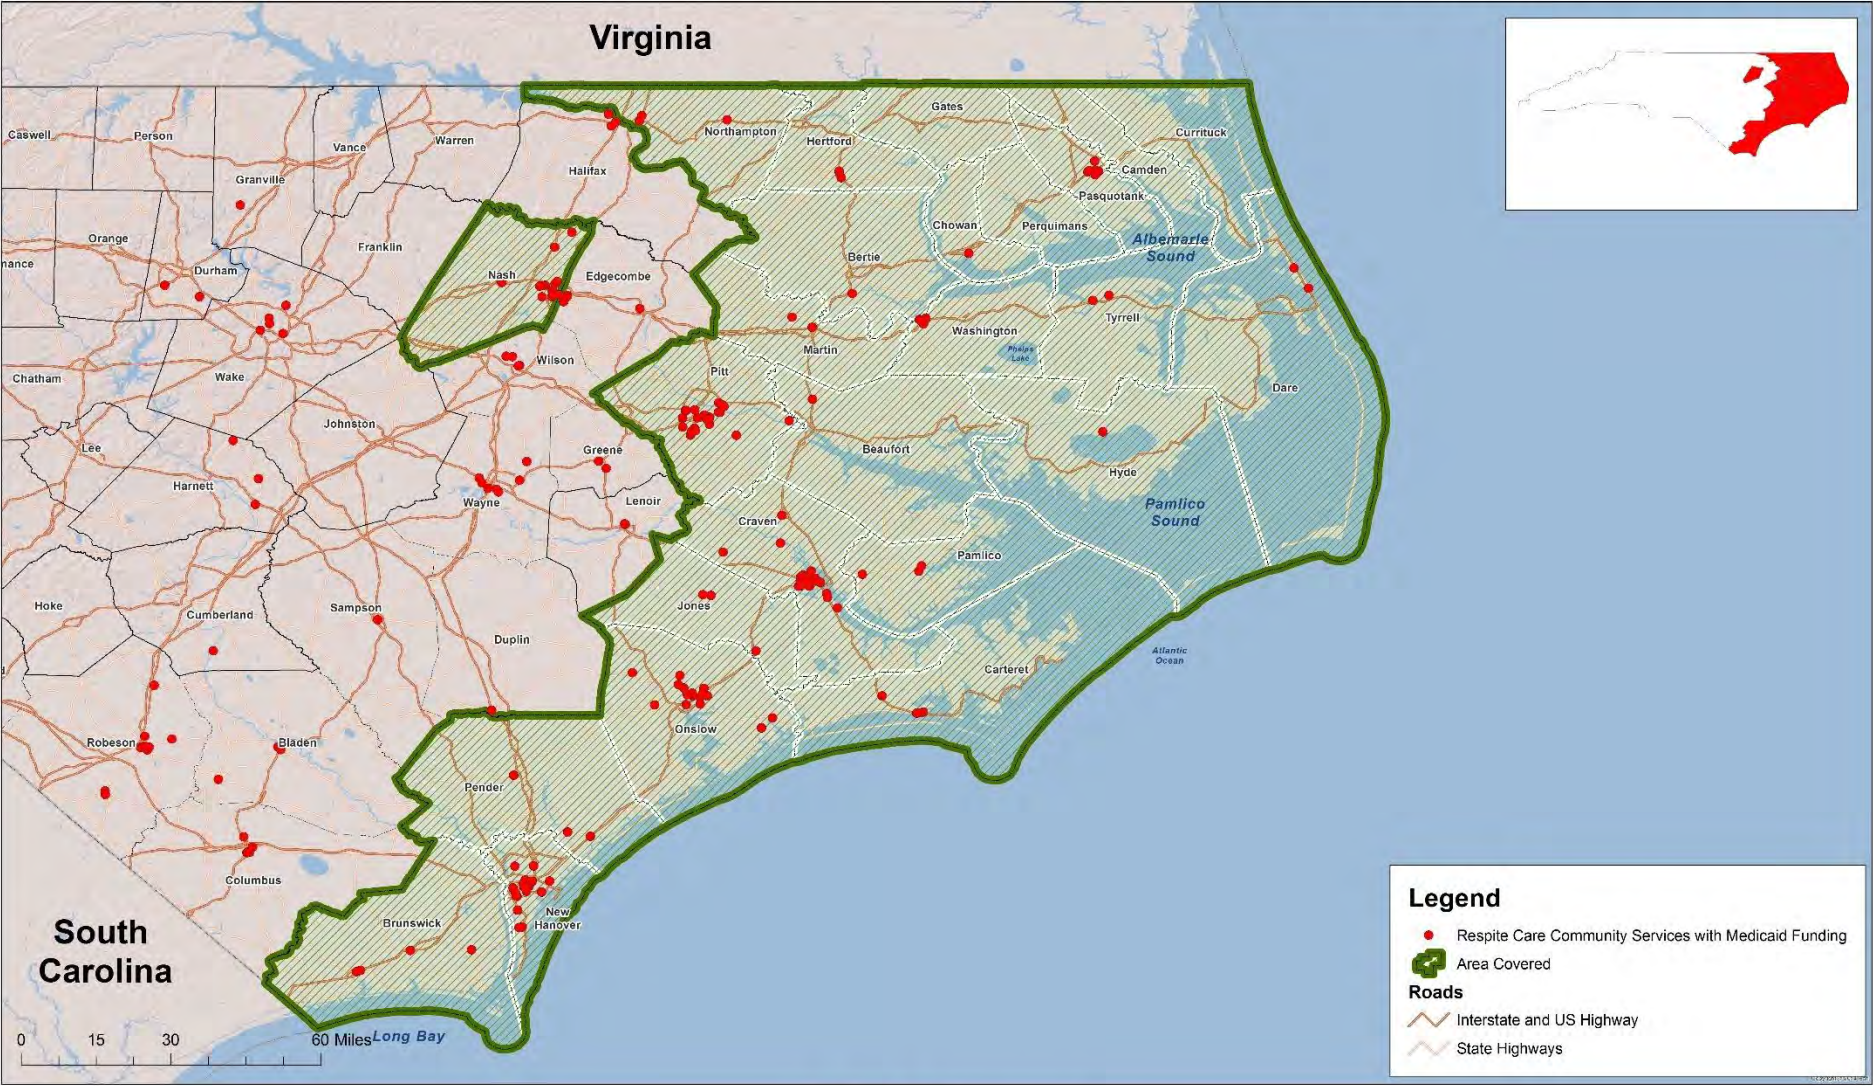 Virginia
Gates
Northampton
Hertford
Currituck
Caswell
Person
Vance
Warren
Halifax
Camden
Granville
Pasquotank
Chowan
Perquimans
Orange
Franklin
Albemarle
Sound
Durham
Nash
Edgecombe
Bertie
Washington
Tyrrell
Martin
Phelps
Lake
Wilson
Chatham
Wake
Pitt
Dare
Johnston
Lee
Greene
Beaufort
Hyde
Harnett
Wayne
Lenoir
Craven
Pamlico
Sound
Pamlico
Hoke
Cumberland
Sampson
Jones
Duplin
Atlantic
Ocean
Carteret
Onslow
Robeson
Bladen
Pender
Columbus
New
Hanover
Brunswick
South
Carolina
Long Bay
0 15 30 60 Miles
Legend
Respite Care Community Services with Medicaid Funding
Area Covered
Roads
Interstate and US Highway
State Highways